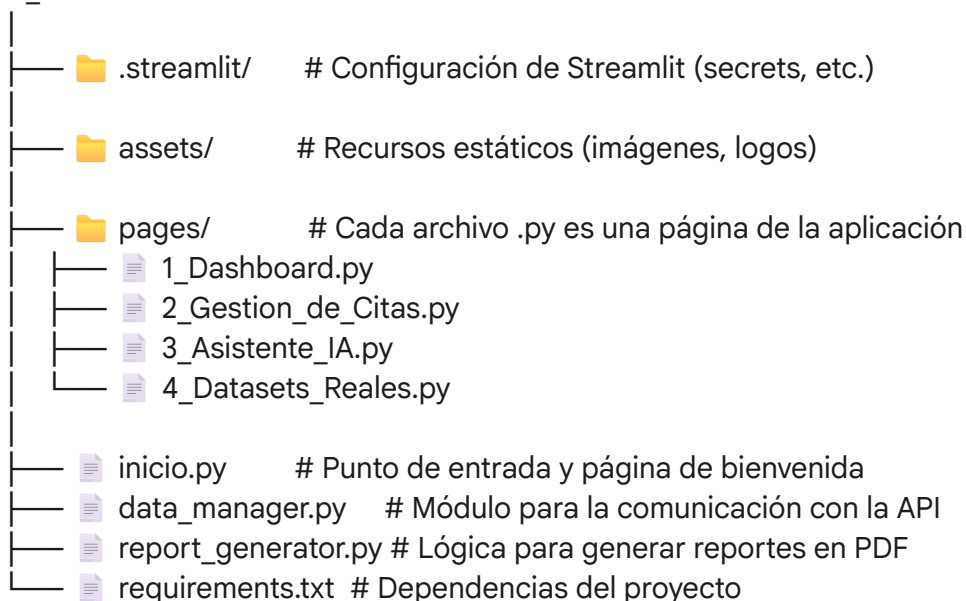 ├── 📁 .streamlit/ # Configuración de Streamlit (secrets, etc.)
│
├── 📁 assets/ # Recursos estáticos (imágenes, logos)
│
├── 📁 pages/ # Cada archivo .py es una página de la aplicación
│ ├── 📄 1_Dashboard.py
│ ├── 📄 2_Gestion_de_Citas.py
│ ├── 📄 3_Asistente_IA.py
│ └── 📄 4_Datasets_Reales.py
│
├── 📄 inicio.py # Punto de entrada y página de bienvenida
├── 📄 data_manager.py # Módulo para la comunicación con la API
├── 📄 report_generator.py # Lógica para generar reportes en PDF
└── 📄 requirements.txt # Dependencias del proyecto